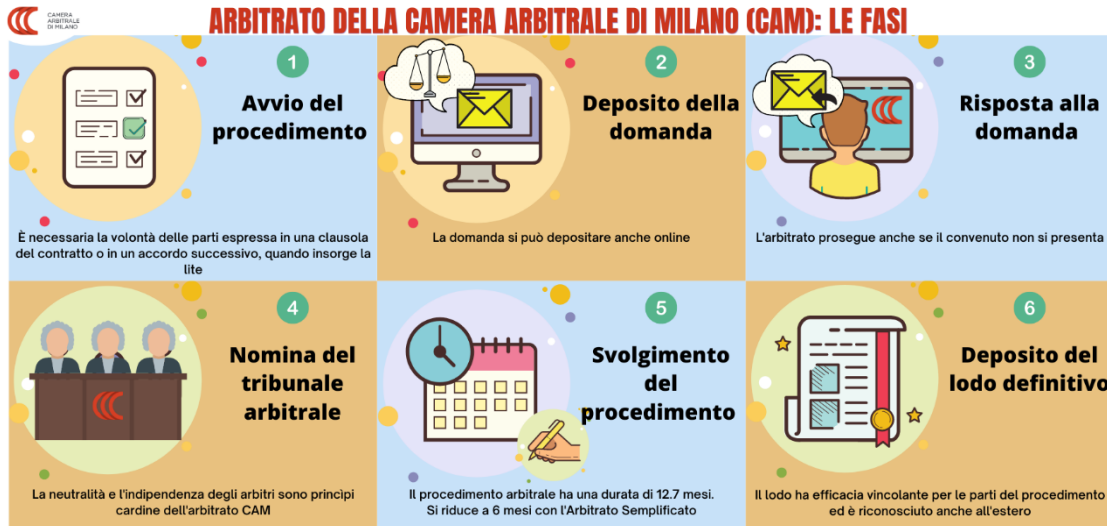 CAMERA
ARBITRALE
DI MILANO
ARBITRATO DELLA CAMERA ARBITRALE DI MILANO (CAM): LE FASI
1
Avvio del
procedimento
È necessaria la volontà delle parti espressa in una clausola
del contratto o in un accordo successivo, quando insorge la
lite
2
Deposito della
domanda
La domanda si può depositare anche online
3
Risposta alla
domanda
L'arbitrato prosegue anche se il convenuto non si presenta
4
Nomina del
tribunale
arbitrale
La neutralità e l'indipendenza degli arbitri sono princìpi
cardine dell'arbitrato CAM
5
Svolgimento
del
procedimento
Il procedimento arbitrale ha una durata di 12.7 mesi.
Si riduce a 6 mesi con l'Arbitrato Semplificato
6
Deposito del
lodo definitivo
Il lodo ha efficacia vincolante per le parti del procedimento
ed è riconosciuto anche all'estero